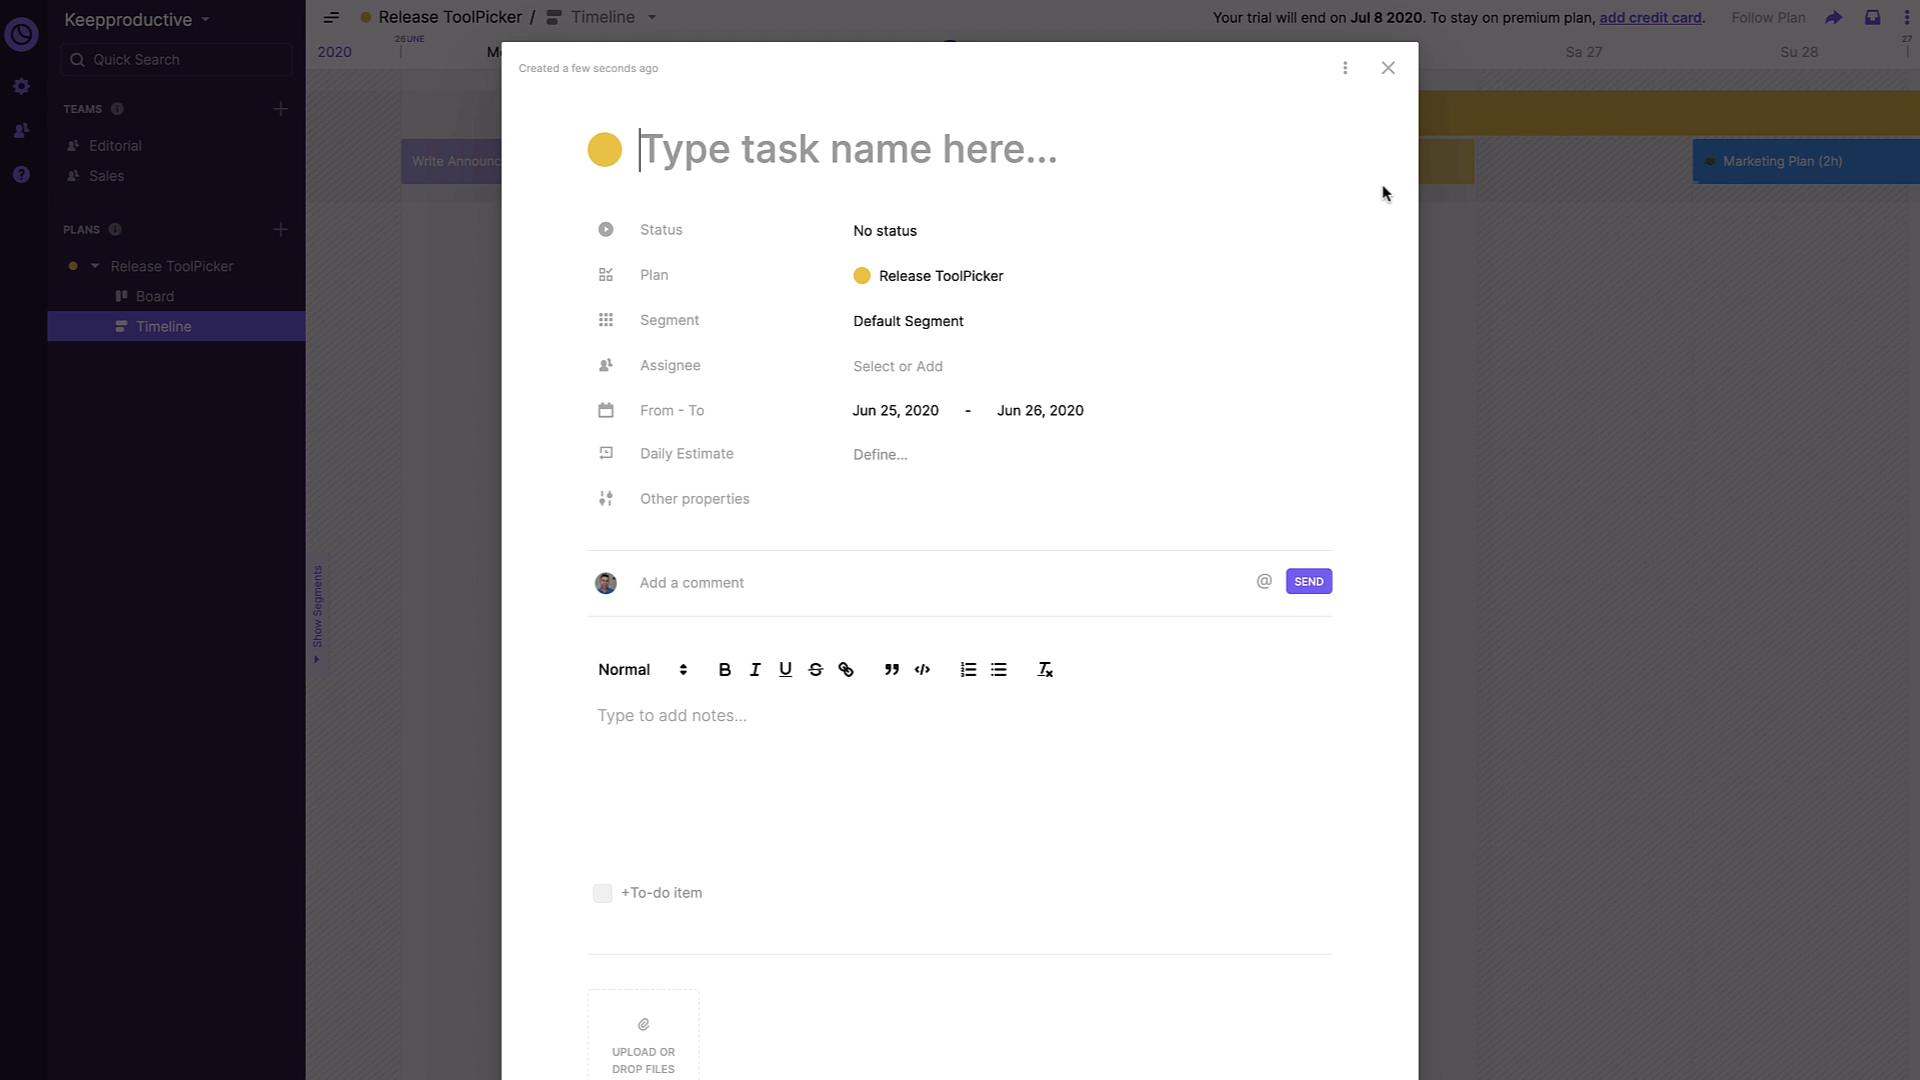 Keepproductive
Release ToolPicker / Timeline
Your trial will end on Jul 8 2020. To stay on premium plan, add credit card.
Follow Plan
Quick Search
2020
26
UNE
Sa 27
Su 28
27
TEAMS
Editorial
Sales
PLANS
Release ToolPicker
Board
Timeline
Show Segments
Write Announc
Marketing Plan (2h)
Created a few seconds ago
Type task name here...
Status No status
Plan Release ToolPicker
Segment Default Segment
Assignee Select or Add
From - To Jun 25, 2020 - Jun 26, 2020
Daily Estimate Define...
Other properties
Add a comment @ SEND
Normal B I U S
Type to add notes...
+To-do item
UPLOAD OR
DROP FILES